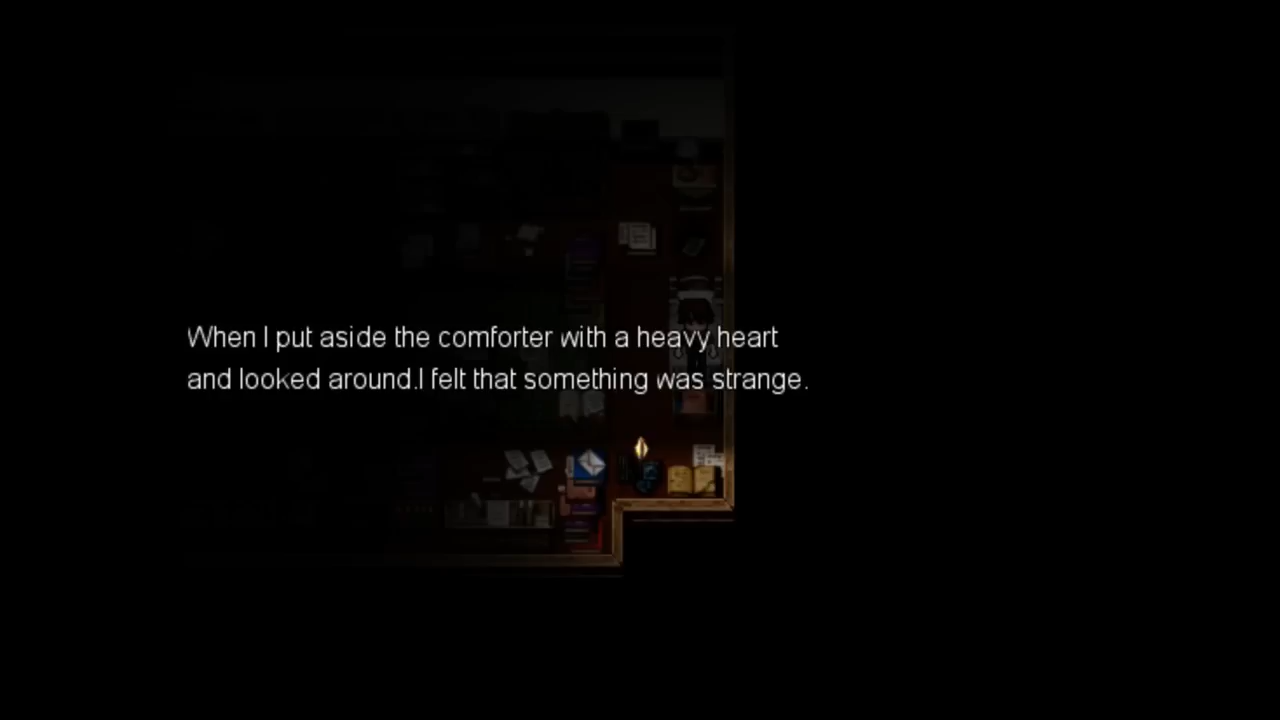 When I put aside the comforter with a heavy heart
and looked around.I felt that something was strange.